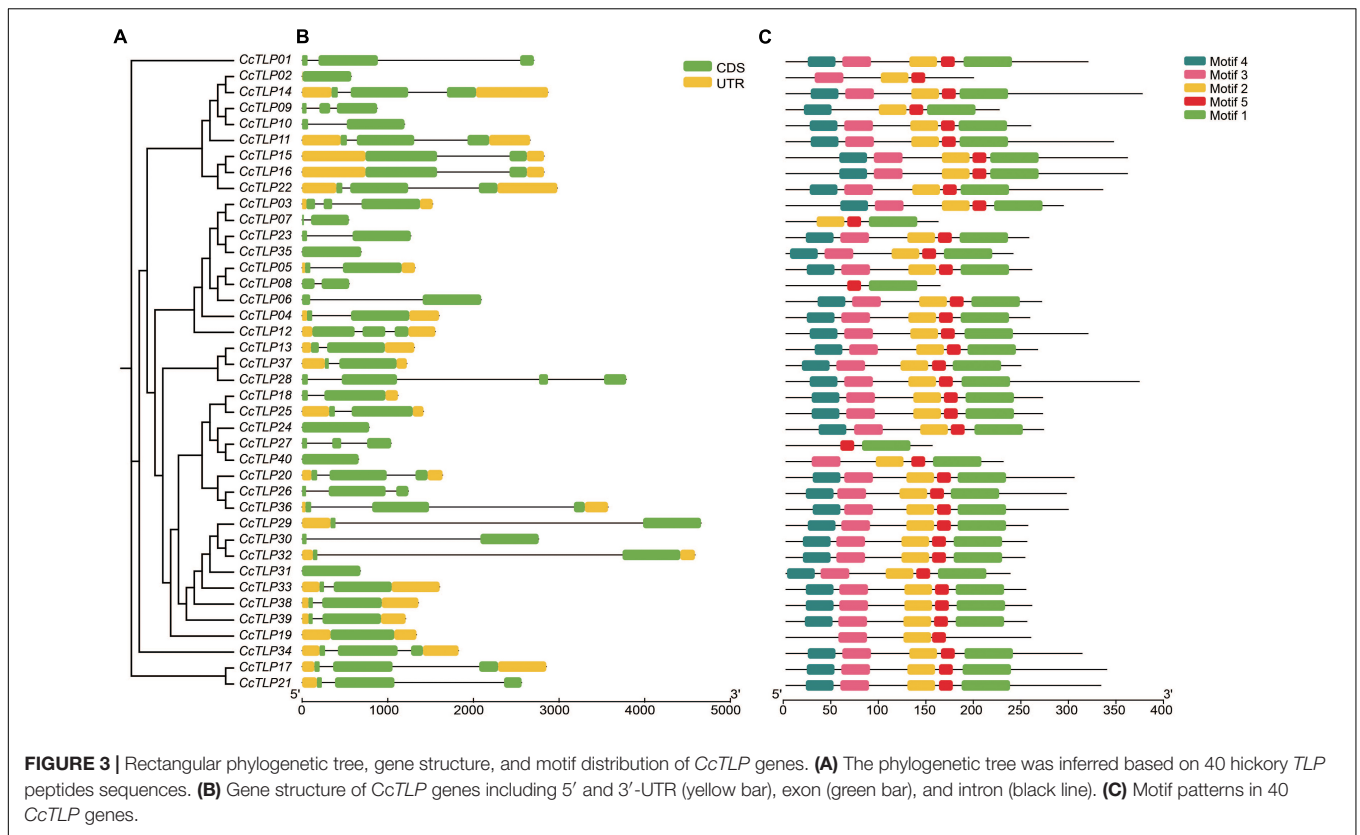 A
B
C
CcTLP01
CcTLP02
CcTLP14
CcTLP09
CcTLP10
CcTLP11
CcTLP15
CcTLP16
CcTLP22
CcTLP03
CcTLP07
CcTLP23
CcTLP35
CcTLP05
CcTLP08
CcTLP06
CcTLP04
CcTLP12
CcTLP13
CcTLP37
CcTLP28
CcTLP18
CcTLP25
CcTLP24
CcTLP27
CcTLP40
CcTLP20
CcTLP26
CcTLP36
CcTLP29
CcTLP30
CcTLP32
CcTLP31
CcTLP33
CcTLP38
CcTLP39
CcTLP19
CcTLP34
CcTLP17
CcTLP21
CDS
UTR
Motif 4
Motif 3
Motif 2
Motif 5
Motif 1
5' 3'
0 1000 2000 3000 4000 5000
5' 3'
0 50 100 150 200 250 300 350 400
FIGURE 3 | Rectangular phylogenetic tree, gene structure, and motif distribution of CcTLP genes. (A) The phylogenetic tree was inferred based on 40 hickory TLP
peptides sequences. (B) Gene structure of CcTLP genes including 5′ and 3′-UTR (yellow bar), exon (green bar), and intron (black line). (C) Motif patterns in 40
CcTLP genes.